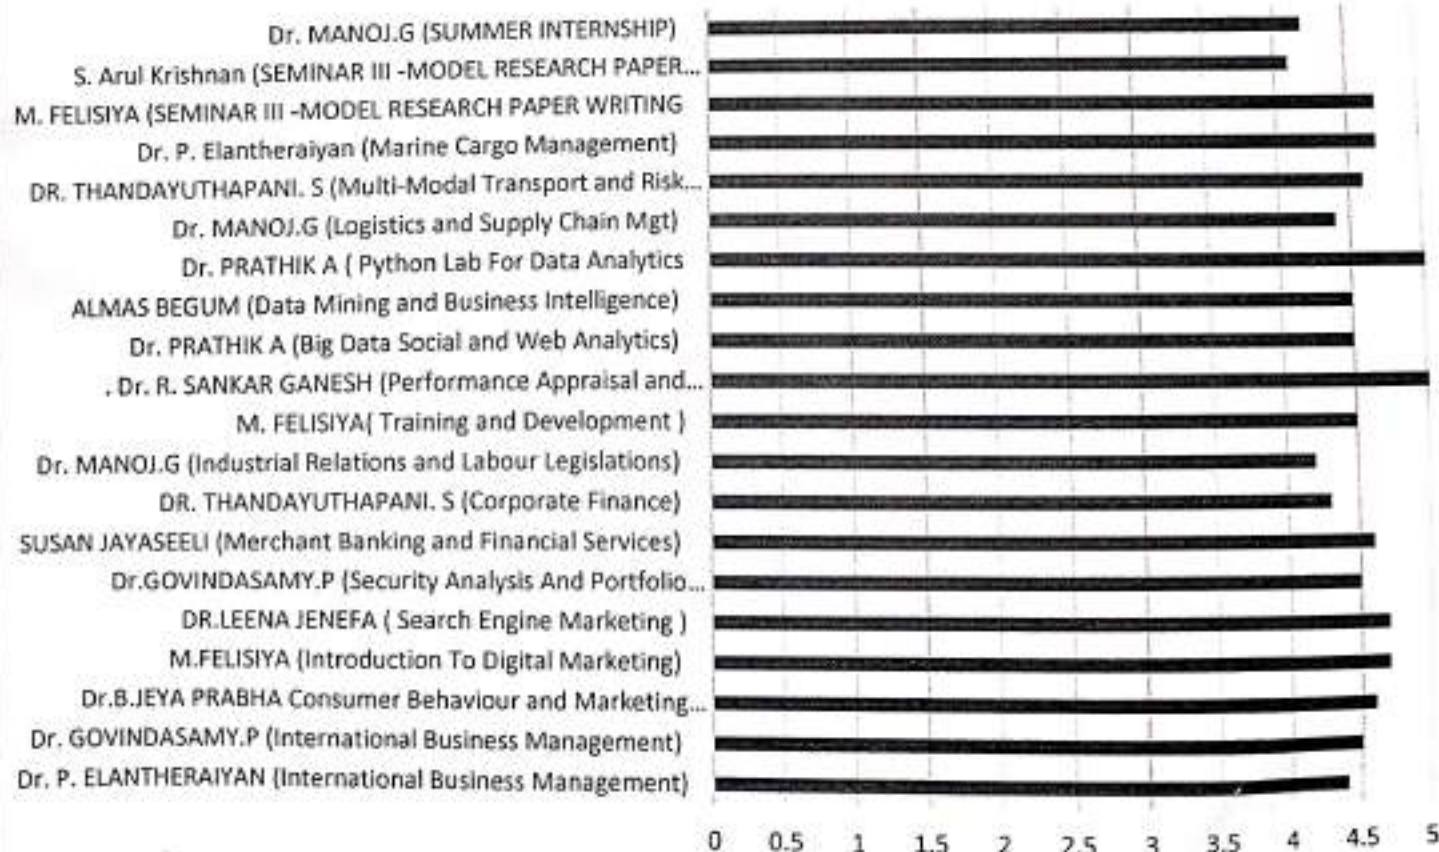 Dr. MANOJ.G (SUMMER INTERNSHIP)
S. Arul Krishnan (SEMINAR III -MODEL RESEARCH PAPER...
M. FELISIYA (SEMINAR III -MODEL RESEARCH PAPER WRITING
Dr. P. Elantheraiyan (Marine Cargo Management)
DR. THANDAYUTHAPANI. S (Multi-Modal Transport and Risk...
Dr. MANOJ.G (Logistics and Supply Chain Mgt)
Dr. PRATHIK A ( Python Lab For Data Analytics
ALMAS BEGUM (Data Mining and Business Intelligence)
Dr. PRATHIK A (Big Data Social and Web Analytics)
. Dr. R. SANKAR GANESH (Performance Appraisal and...
M. FELISIYA( Training and Development )
Dr. MANOJ.G (Industrial Relations and Labour Legislations)
DR. THANDAYUTHAPANI. S (Corporate Finance)
SUSAN JAYASEELI (Merchant Banking and Financial Services)
Dr.GOVINDASAMY.P (Security Analysis And Portfolio...
DR.LEENA JENEFA ( Search Engine Marketing )
M.FELISIYA (Introduction To Digital Marketing)
Dr.B.JEYA PRABHA Consumer Behaviour and Marketing...
Dr. GOVINDASAMY.P (International Business Management)
Dr. P. ELANTHERAIYAN (International Business Management)
0 0.5 1 1.5 2 2.5 3 3.5 4 4.5 5